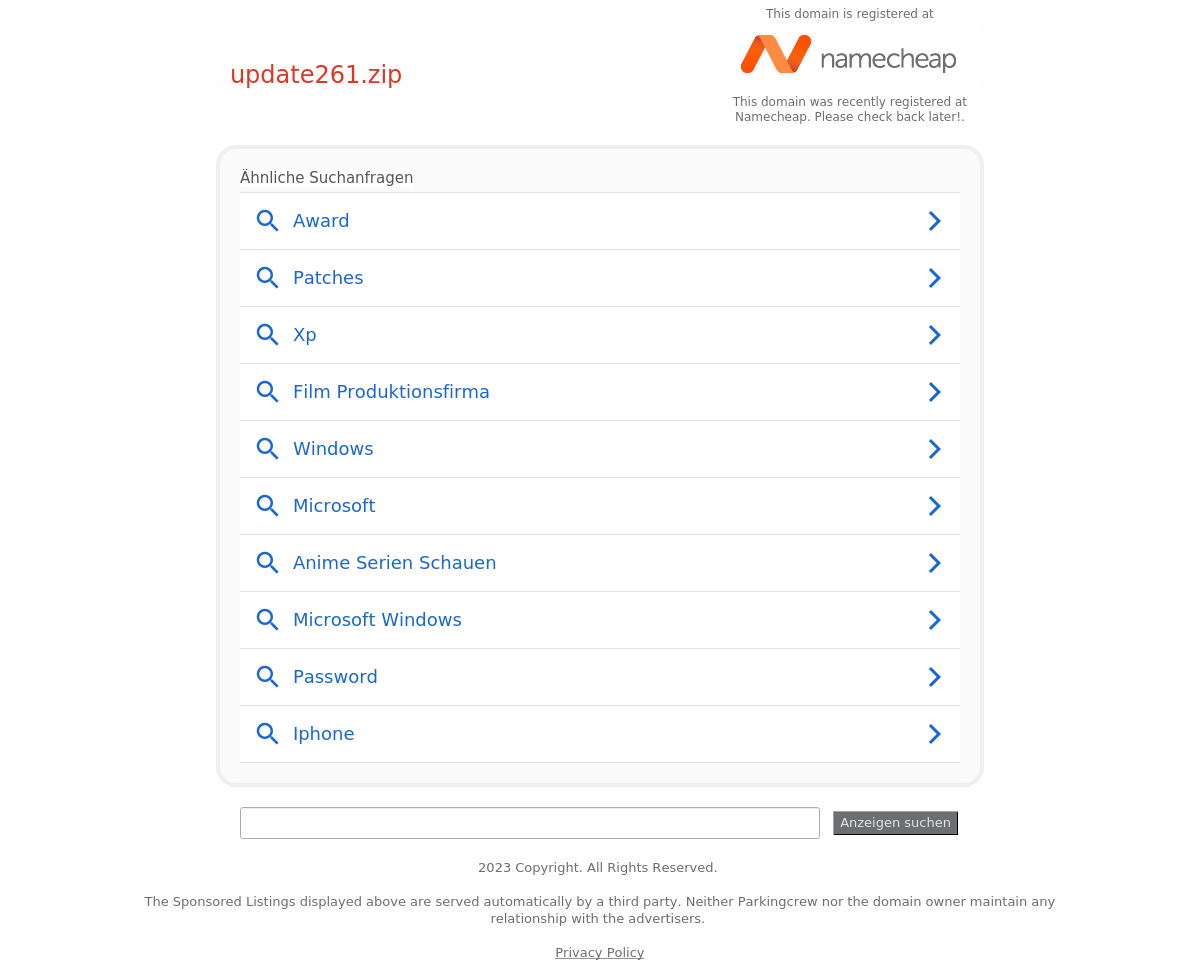 This domain is registered at
namecheap
update261.zip
This domain was recently registered at
Namecheap. Please check back later!.
Ähnliche Suchanfragen
Award
Patches
Xp
Film Produktionsfirma
Windows
Microsoft
Anime Serien Schauen
Microsoft Windows
Password
Iphone
Anzeigen suchen
2023 Copyright. All Rights Reserved.
The Sponsored Listings displayed above are served automatically by a third party. Neither Parkingcrew nor the domain owner maintain any
relationship with the advertisers.
Privacy Policy